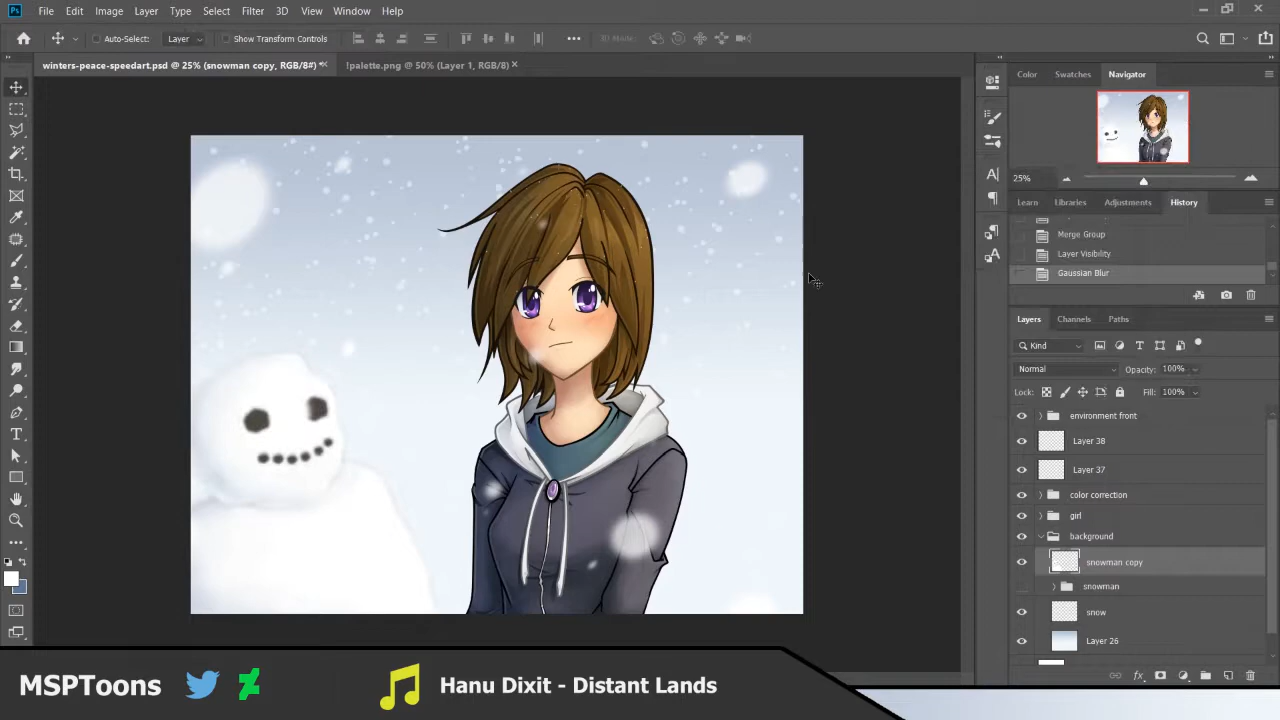 Ps File Edit Image Layer Type Select Filter 3D View Window Help
Auto-Select: Layer Show Transform Controls 3D Mode:
winters-peace-speedart.psd @ 25% (snowman copy, RGB/8#) * × !palette.png @ 50% (Layer 1, RGB/8) ×
Color Swatches Navigator
25%
Learn Libraries Adjustments History
Merge Group
Layer Visibility
Gaussian Blur
Layers Channels Paths
Kind
Normal Opacity: 100%
Lock: Fill: 100%
environment front
Layer 38
Layer 37
color correction
girl
background
snowman copy
snowman
snow
Layer 26
MSPToons Hanu Dixit - Distant Lands